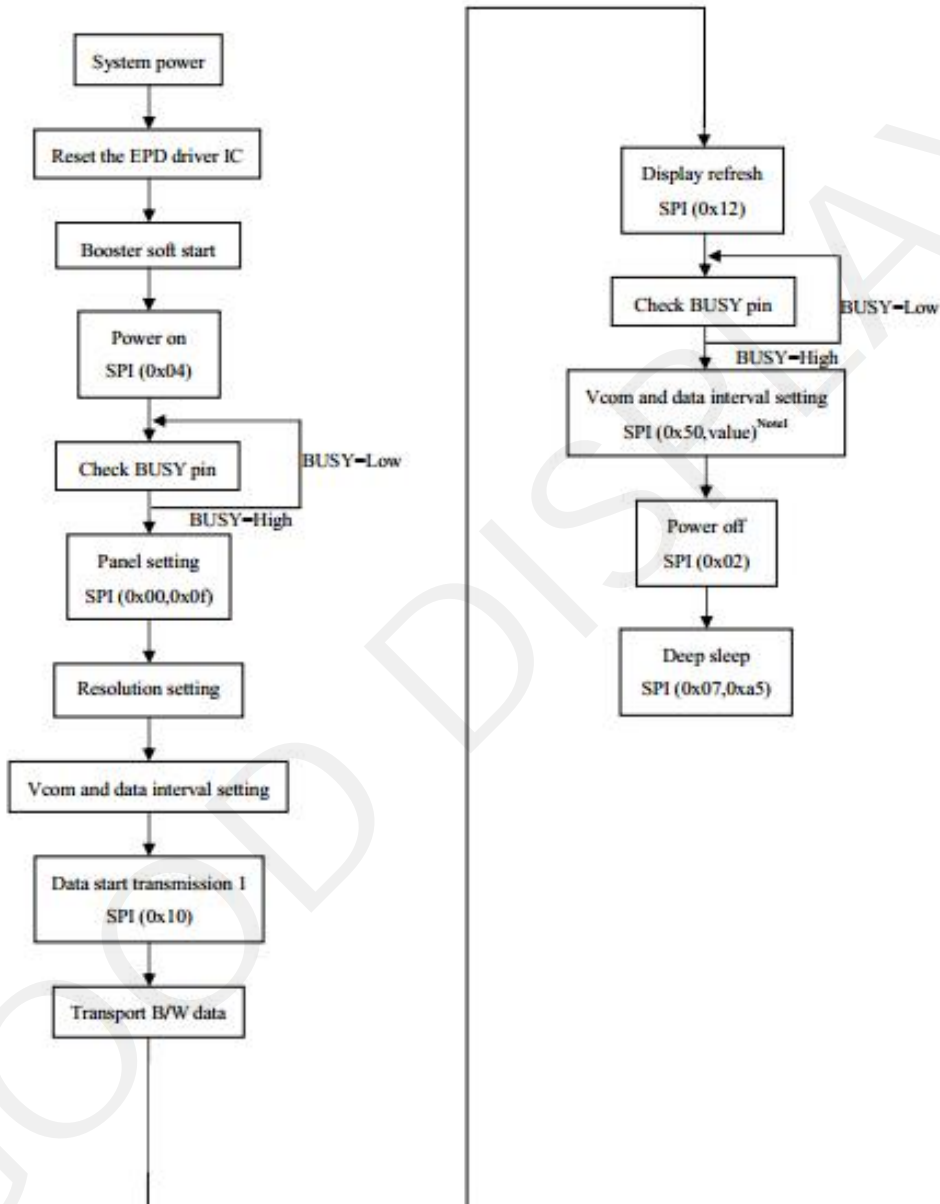 System power
Reset the EPD driver IC
Booster soft start
Power on
SPI (0x04)
Check BUSY pin
BUSY=Low
BUSY=High
Panel setting
SPI (0x00,0x0f)
Resolution setting
Vcom and data interval setting
Data start transmission 1
SPI (0x10)
Transport B/W data
Display refresh
SPI (0x12)
Check BUSY pin
BUSY=Low
BUSY=High
Vcom and data interval setting
SPI (0x50,value)Note1
Power off
SPI (0x02)
Deep sleep
SPI (0x07,0xa5)
GOOD DISPLAY